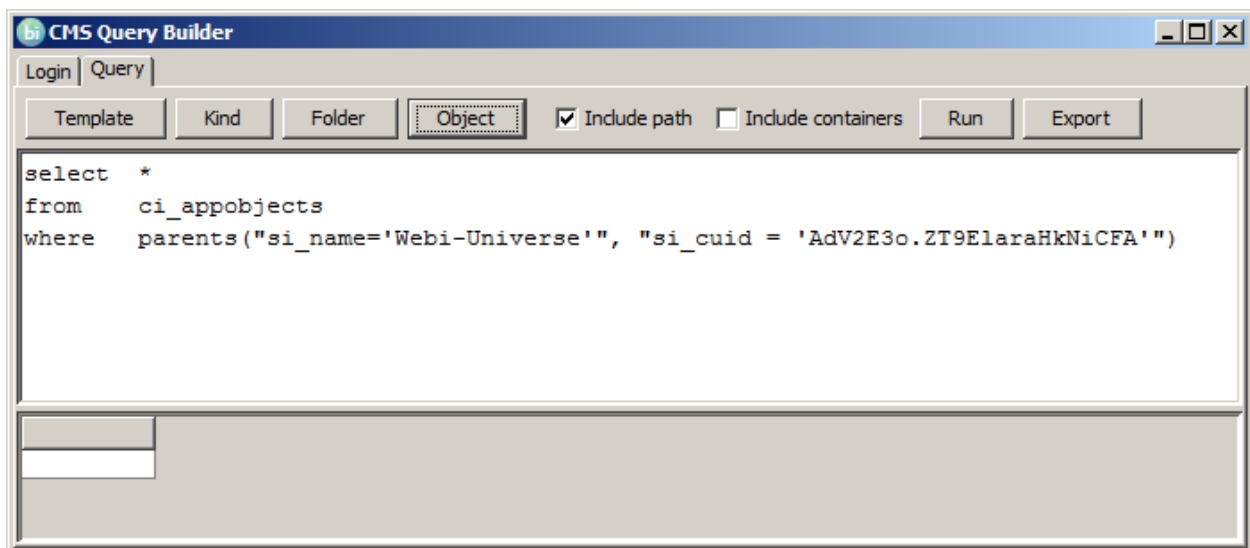 bi CMS Query Builder
Login Query
Template Kind Folder Object Include path Include containers Run Export
select *
from ci_appobjects
where parents("si_name='Webi-Universe'", "si_cuid = 'AdV2E3o.ZT9ElaraHkNiCFA'")